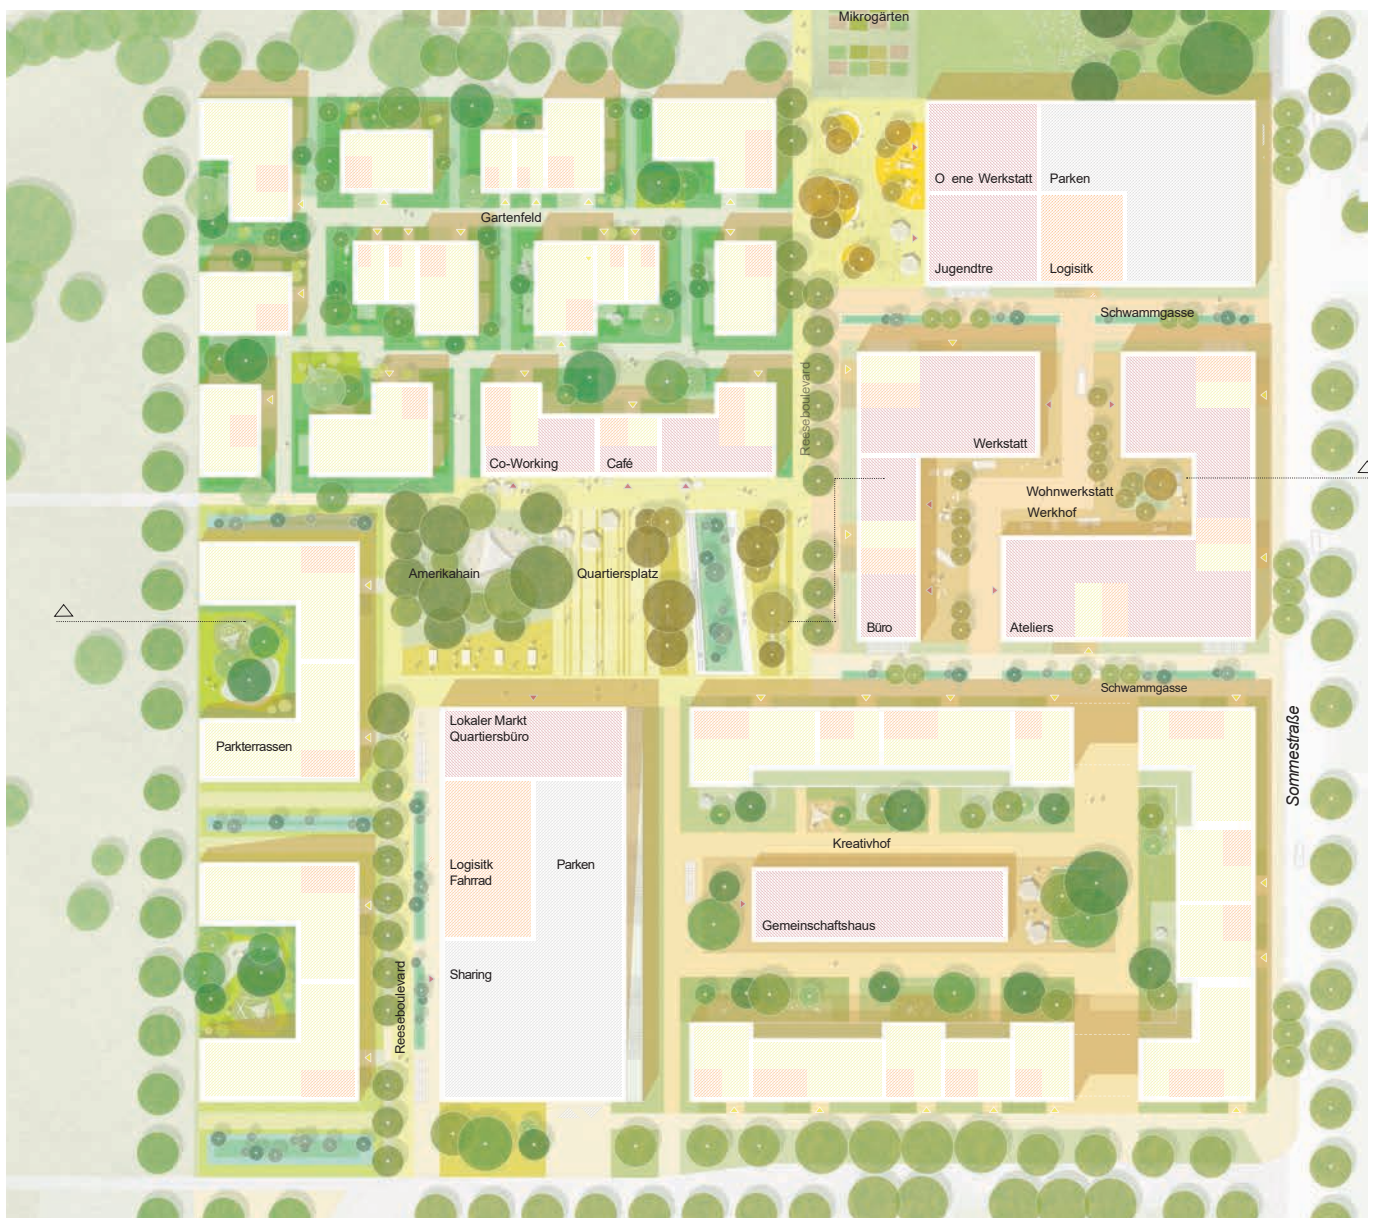 Mikrogärten
O ene Werkstatt
Parken
Gartenfeld
Jugendtre
Logisitk
Schwammgasse
Reeseboulevard
Werkstatt
Co-Working
Café
Wohnwerkstatt
Werkhof
Amerikahain
Quartiersplatz
Büro
Ateliers
Schwammgasse
Sommestraße
Lokaler Markt
Quartiersbüro
Parkterrassen
Kreativhof
Logisitk
Fahrrad
Parken
Gemeinschaftshaus
Sharing
Reeseboulevard